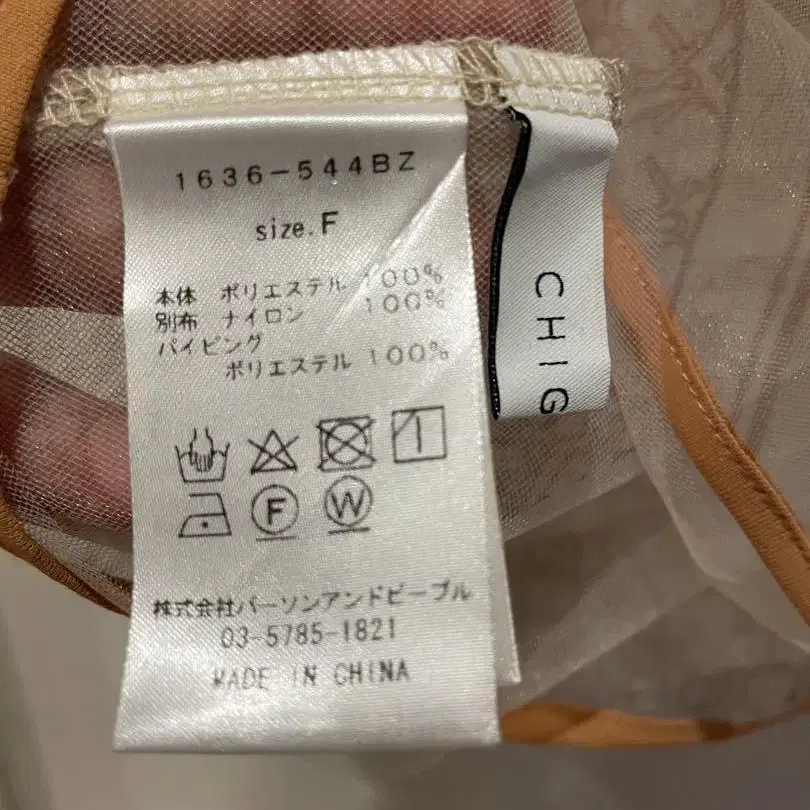 1636-544BZ
size.F
本体 ポリエステル 100%
別布 ナイロン 100%
パイピング
ポリエステル 100%
F W
株式会社パーソンアンドピープル
03-5785-1821
MADE IN CHINA
CHIG